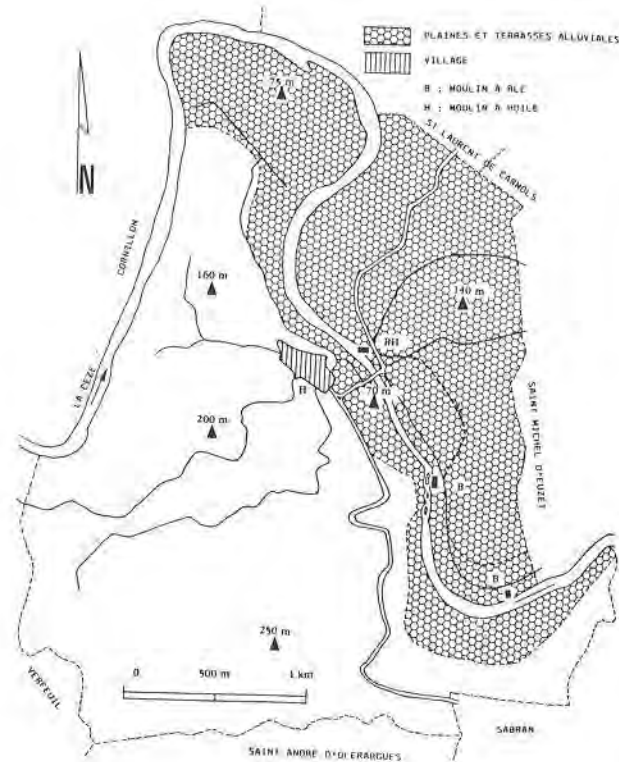 PLAINES ET TERRASSES ALLUVIALES
VILLAGE
B : MOULIN A BLE
H : MOULIN A HUILE
75 m
ST LAURENT DE CARNOLS
N
CORNILLON
160 m
140 m
BH
LA CEZE
H
70 m
200 m
SAINT MICHEL D'EUZET
B
B
250 m
0 500 m 1 km
VERFEUIL
SABRAN
SAINT ANDRE D'OLERARGUES